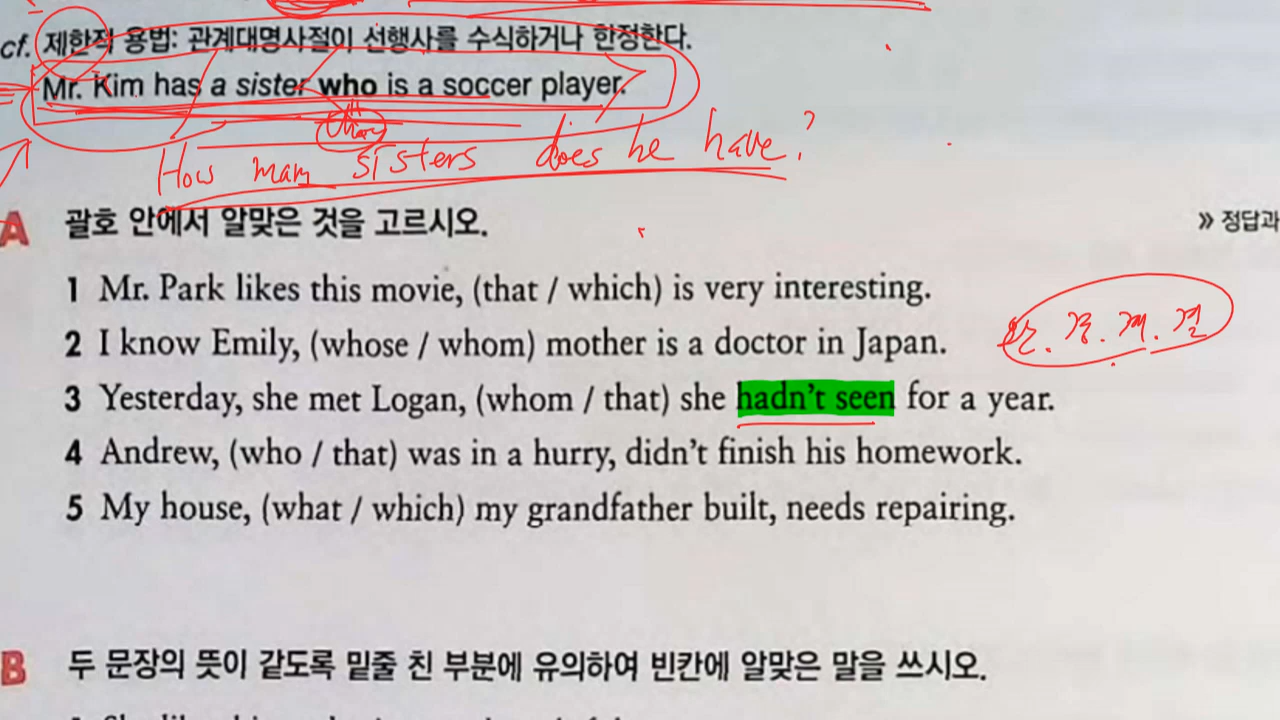 cf. 제한적 용법: 관계대명사절이 선행사를 수식하거나 한정한다.
Mr. Kim has a sister who is a soccer player.
How many sisters does he have?
A 괄호 안에서 알맞은 것을 고르시오.
» 정답과
1 Mr. Park likes this movie, (that / which) is very interesting.
2 I know Emily, (whose / whom) mother is a doctor in Japan.
완. 경. 계. 결
3 Yesterday, she met Logan, (whom / that) she hadn't seen for a year.
4 Andrew, (who / that) was in a hurry, didn't finish his homework.
5 My house, (what / which) my grandfather built, needs repairing.
B 두 문장의 뜻이 같도록 밑줄 친 부분에 유의하여 빈칸에 알맞은 말을 쓰시오.